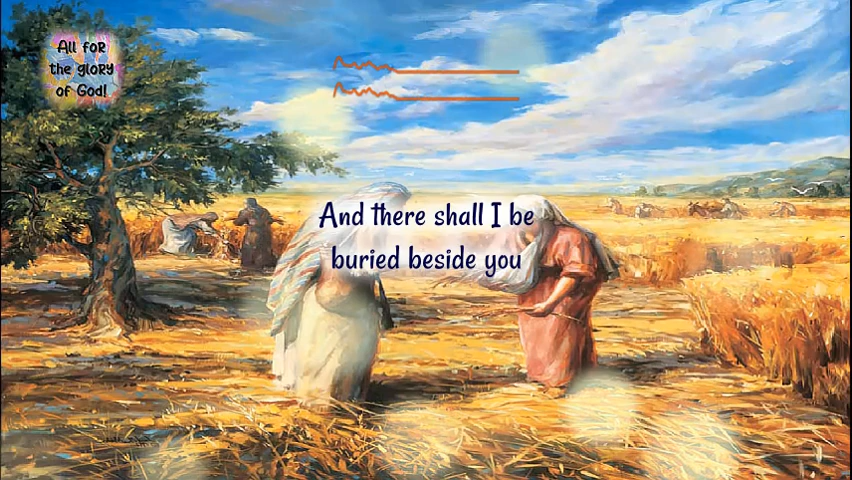 All for
the glory
of God!
And there shall I be
buried beside you